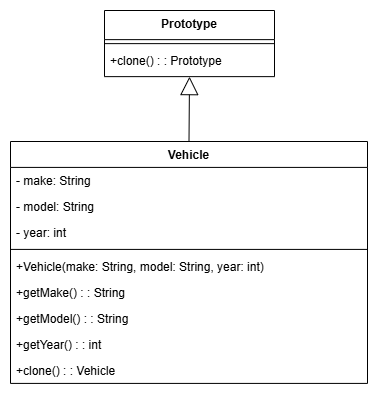 Prototype
+clone() : : Prototype
Vehicle
- make: String
- model: String
- year: int
+Vehicle(make: String, model: String, year: int)
+getMake() : : String
+getModel() : : String
+getYear() : : int
+clone() : : Vehicle